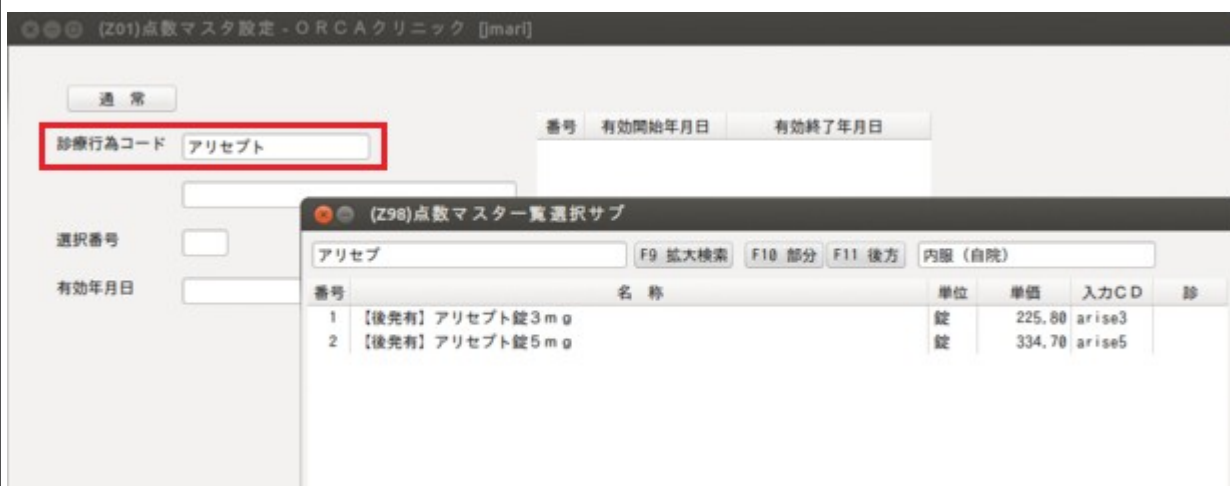 (Z01)点数マスタ設定 - ＯＲＣＡクリニック [jmari]
通 常
診療行為コード アリセプト
番号 有効開始年月日 有効終了年月日
(Z98)点数マスター覧選択サブ
選択番号
アリセプ F9 拡大検索 F10 部分 F11 後方 内服（自院）
有効年月日
番号 名 称 単位 単価 入力ＣＤ 診
1 【後発有】アリセプト錠３ｍｇ 錠 225.80 arise3
2 【後発有】アリセプト錠５ｍｇ 錠 334.70 arise5